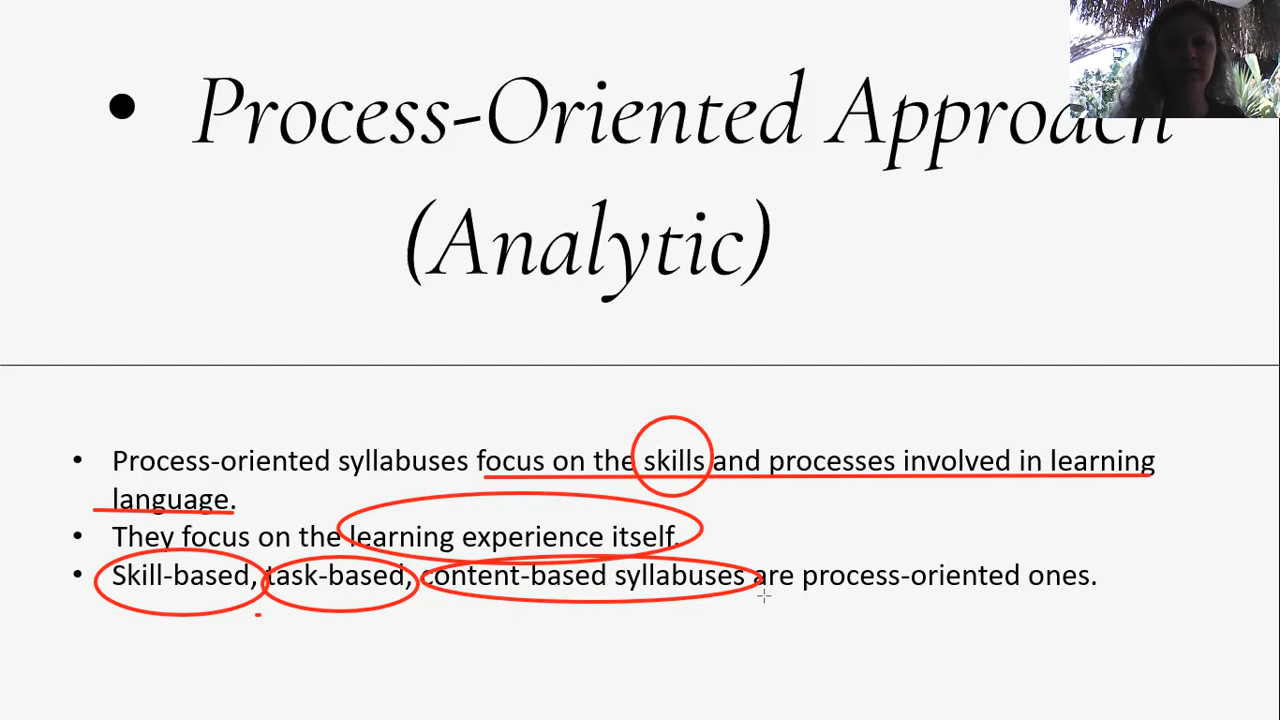 • Process-Oriented Approach
(Analytic)
• Process-oriented syllabuses focus on the skills and processes involved in learning
language.
• They focus on the learning experience itself.
• Skill-based, task-based, content-based syllabuses are process-oriented ones.